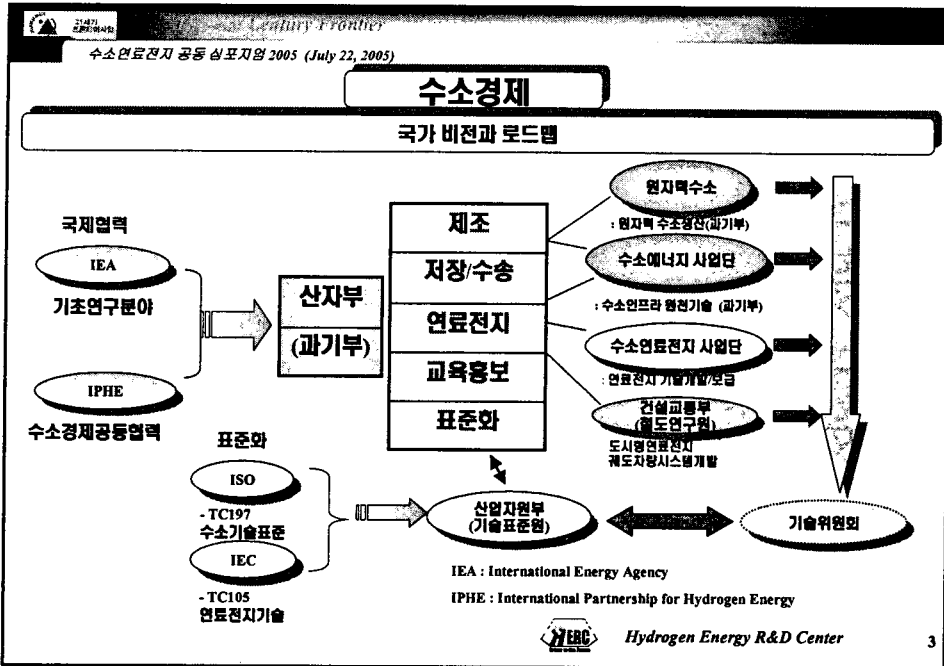 21세기
프론티어사업
Century Frontier
수소연료전지 공동 심포지엄 2005 (July 22, 2005)
수소경제
국가 비전과 로드맵
국제협력
IEA
기초연구분야
IPHE
수소경제공동협력
산자부
(과기부)
제조
저장/수송
연료전지
교육홍보
표준화
원자력수소
: 원자력 수소생산(과기부)
수소에너지 사업단
: 수소인프라 원천기술 (과기부)
수소연료전지 사업단
: 연료전지 기술개발/보급
건설교통부
(철도연구원)
도시형연료전지
궤도차량시스템개발
표준화
ISO
- TC197
수소기술표준
IEC
- TC105
연료전지기술
산업자원부
(기술표준원)
기술위원회
IEA : International Energy Agency
IPHE : International Partnership for Hydrogen Energy
HERC
Hydrogen Energy R&D Center
3